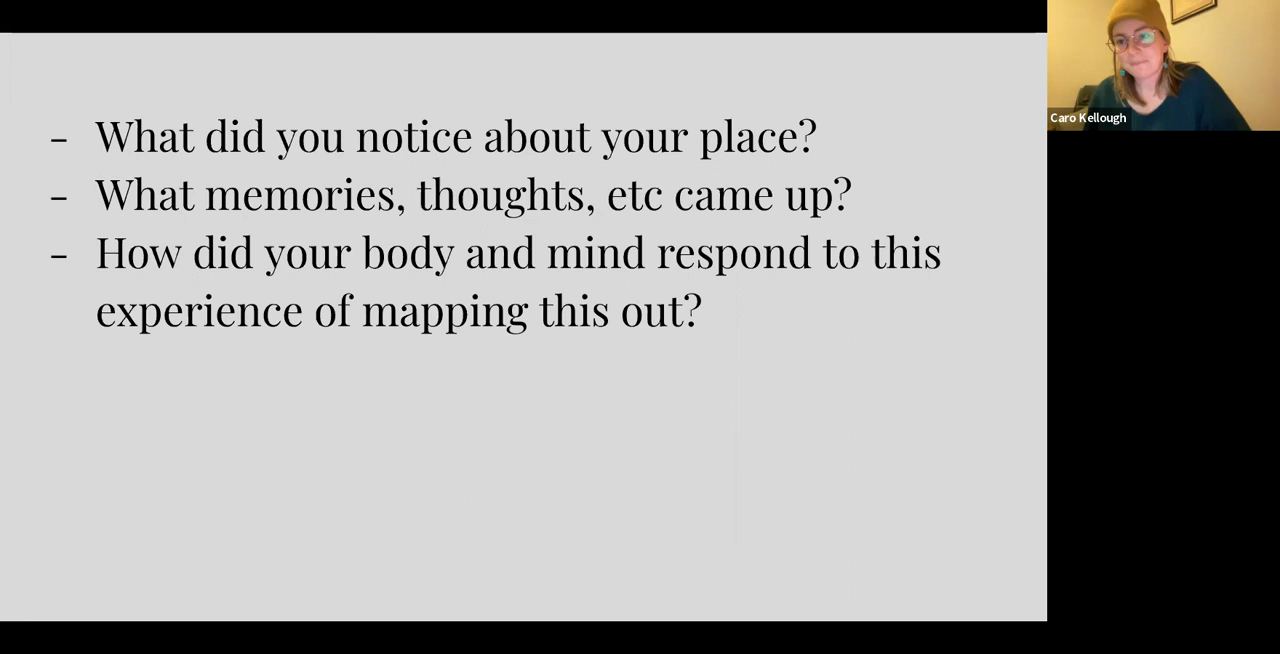 - What did you notice about your place?
- What memories, thoughts, etc came up?
- How did your body and mind respond to this
experience of mapping this out?
Caro Kellough